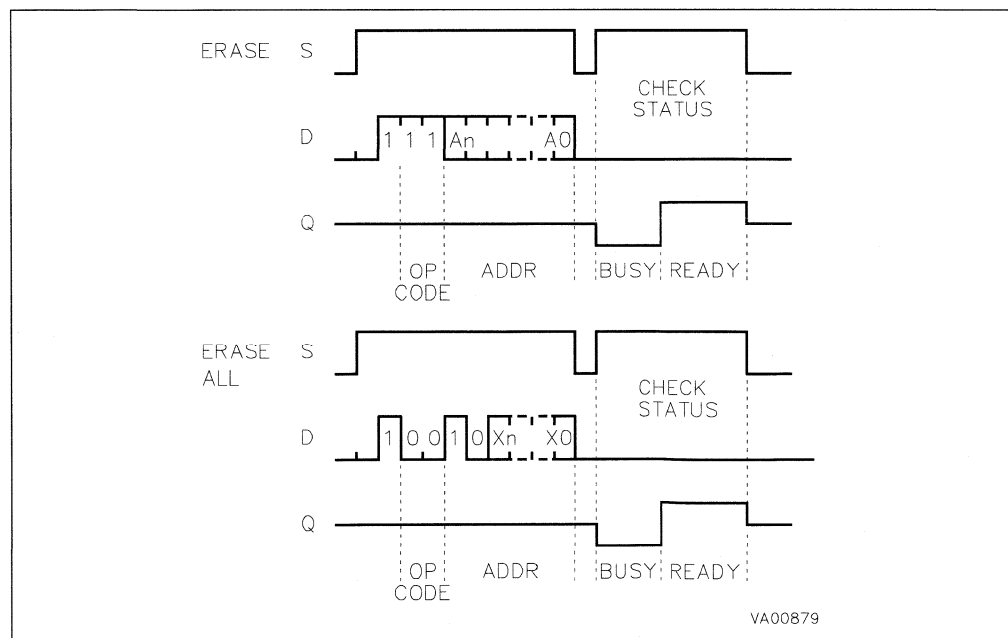 ERASE S
CHECK
STATUS
D 1 1 1 An A0
Q
OP ADDR BUSY READY
CODE
ERASE S
ALL
CHECK
STATUS
D 1 0 0 1 0 Xn X0
Q
OP ADDR BUSY READY
CODE
VA00879